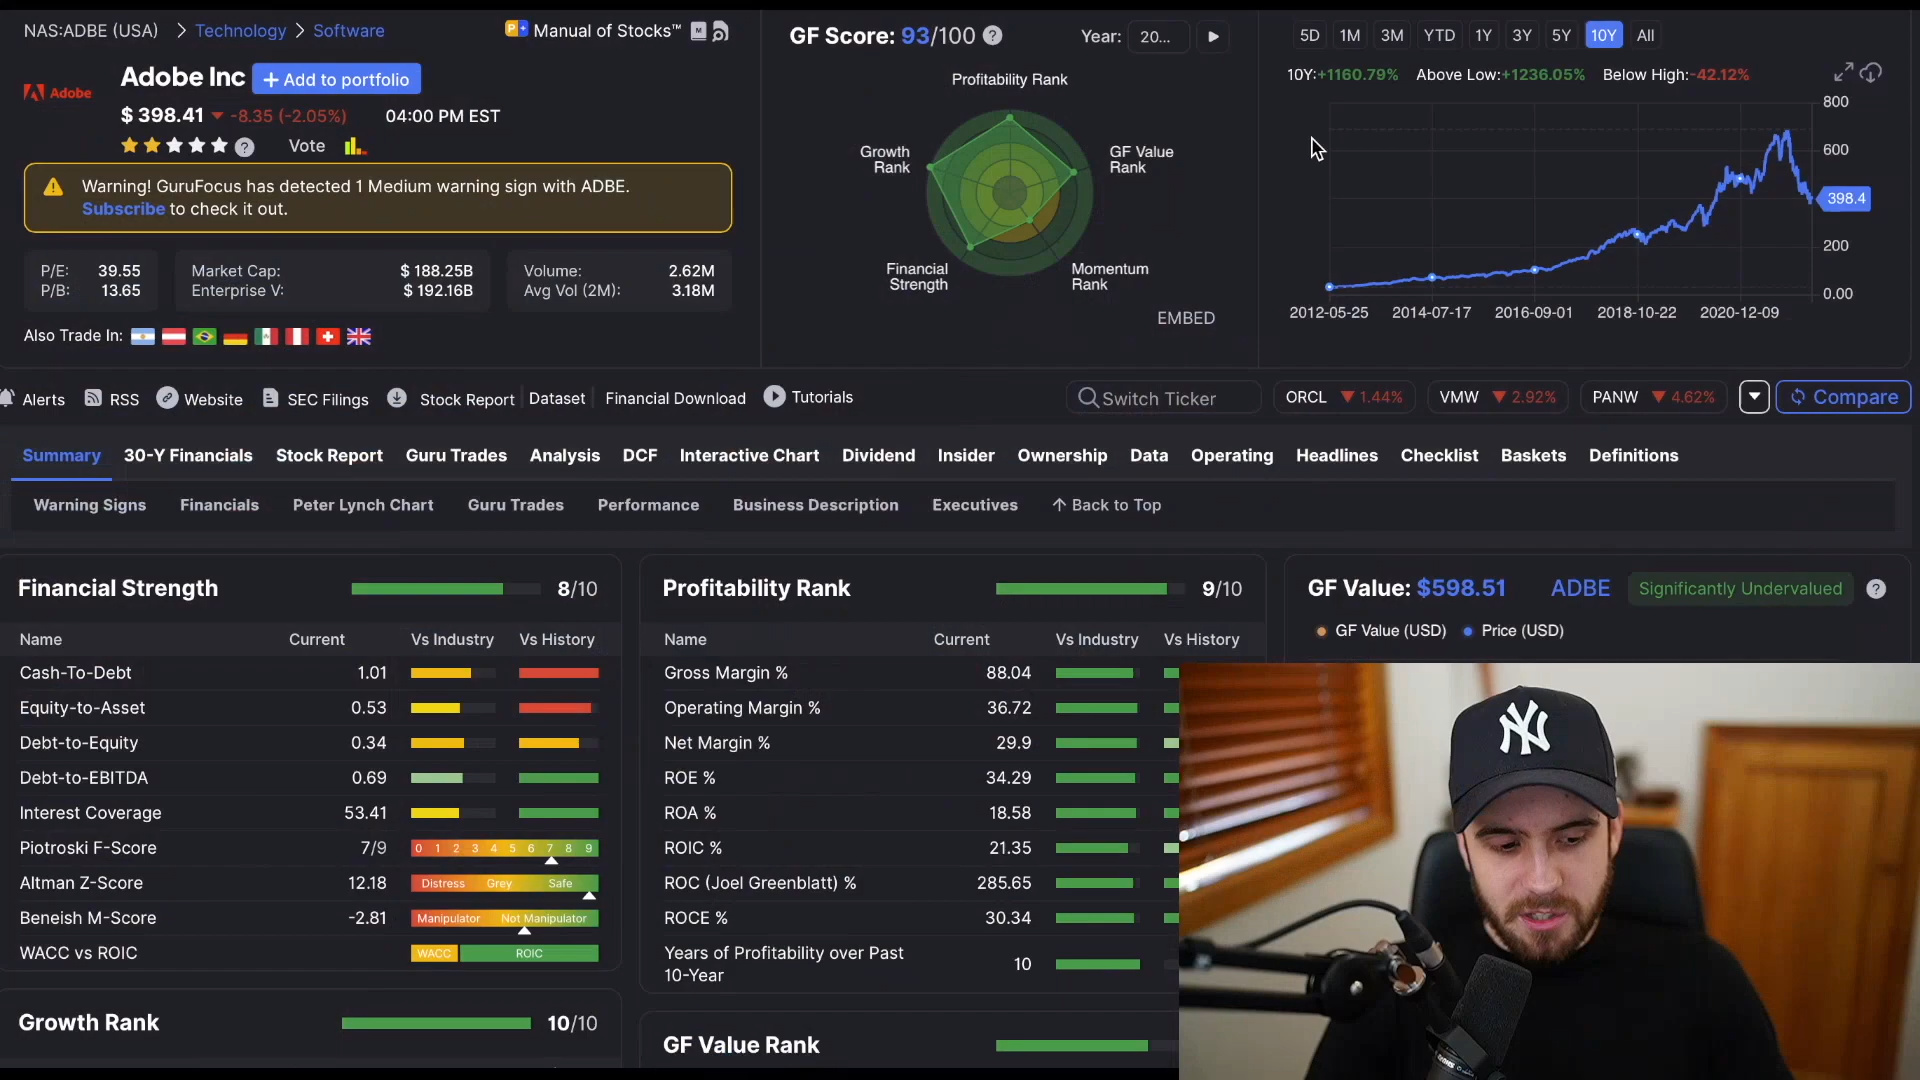 NAS:ADBE (USA) > Technology > Software
Manual of Stocks™
Adobe
Adobe Inc
+ Add to portfolio
$ 398.41 -8.35 (-2.05%) 04:00 PM EST
? Vote
Warning! GuruFocus has detected 1 Medium warning sign with ADBE.
Subscribe to check it out.
P/E: 39.55
P/B: 13.65
Market Cap: $ 188.25B
Enterprise V: $ 192.16B
Volume: 2.62M
Avg Vol (2M): 3.18M
Also Trade In:
GF Score: 93/100 ?
Year: 20...
Profitability Rank
Growth Rank
GF Value Rank
Financial Strength
Momentum Rank
EMBED
5D 1M 3M YTD 1Y 3Y 5Y 10Y All
10Y:+1160.79% Above Low:+1236.05% Below High:-42.12%
800
600
398.4
200
0.00
2012-05-25 2014-07-17 2016-09-01 2018-10-22 2020-12-09
Alerts RSS Website SEC Filings Stock Report Dataset Financial Download Tutorials
Switch Ticker
ORCL 1.44%
VMW 2.92%
PANW 4.62%
Compare
Summary 30-Y Financials Stock Report Guru Trades Analysis DCF Interactive Chart Dividend Insider Ownership Data Operating Headlines Checklist Baskets Definitions
Warning Signs Financials Peter Lynch Chart Guru Trades Performance Business Description Executives ↑ Back to Top
Financial Strength 8/10
Name Current Vs Industry Vs History
Cash-To-Debt 1.01
Equity-to-Asset 0.53
Debt-to-Equity 0.34
Debt-to-EBITDA 0.69
Interest Coverage 53.41
Piotroski F-Score 7/9 0 1 2 3 4 5 6 7 8 9
Altman Z-Score 12.18 Distress Grey Safe
Beneish M-Score -2.81 Manipulator Not Manipulator
WACC vs ROIC WACC ROIC
Growth Rank 10/10
Profitability Rank 9/10
Name Current Vs Industry Vs History
Gross Margin % 88.04
Operating Margin % 36.72
Net Margin % 29.9
ROE % 34.29
ROA % 18.58
ROIC % 21.35
ROC (Joel Greenblatt) % 285.65
ROCE % 30.34
Years of Profitability over Past
10-Year 10
GF Value Rank
GF Value: $598.51 ADBE Significantly Undervalued ?
GF Value (USD) Price (USD)
NY